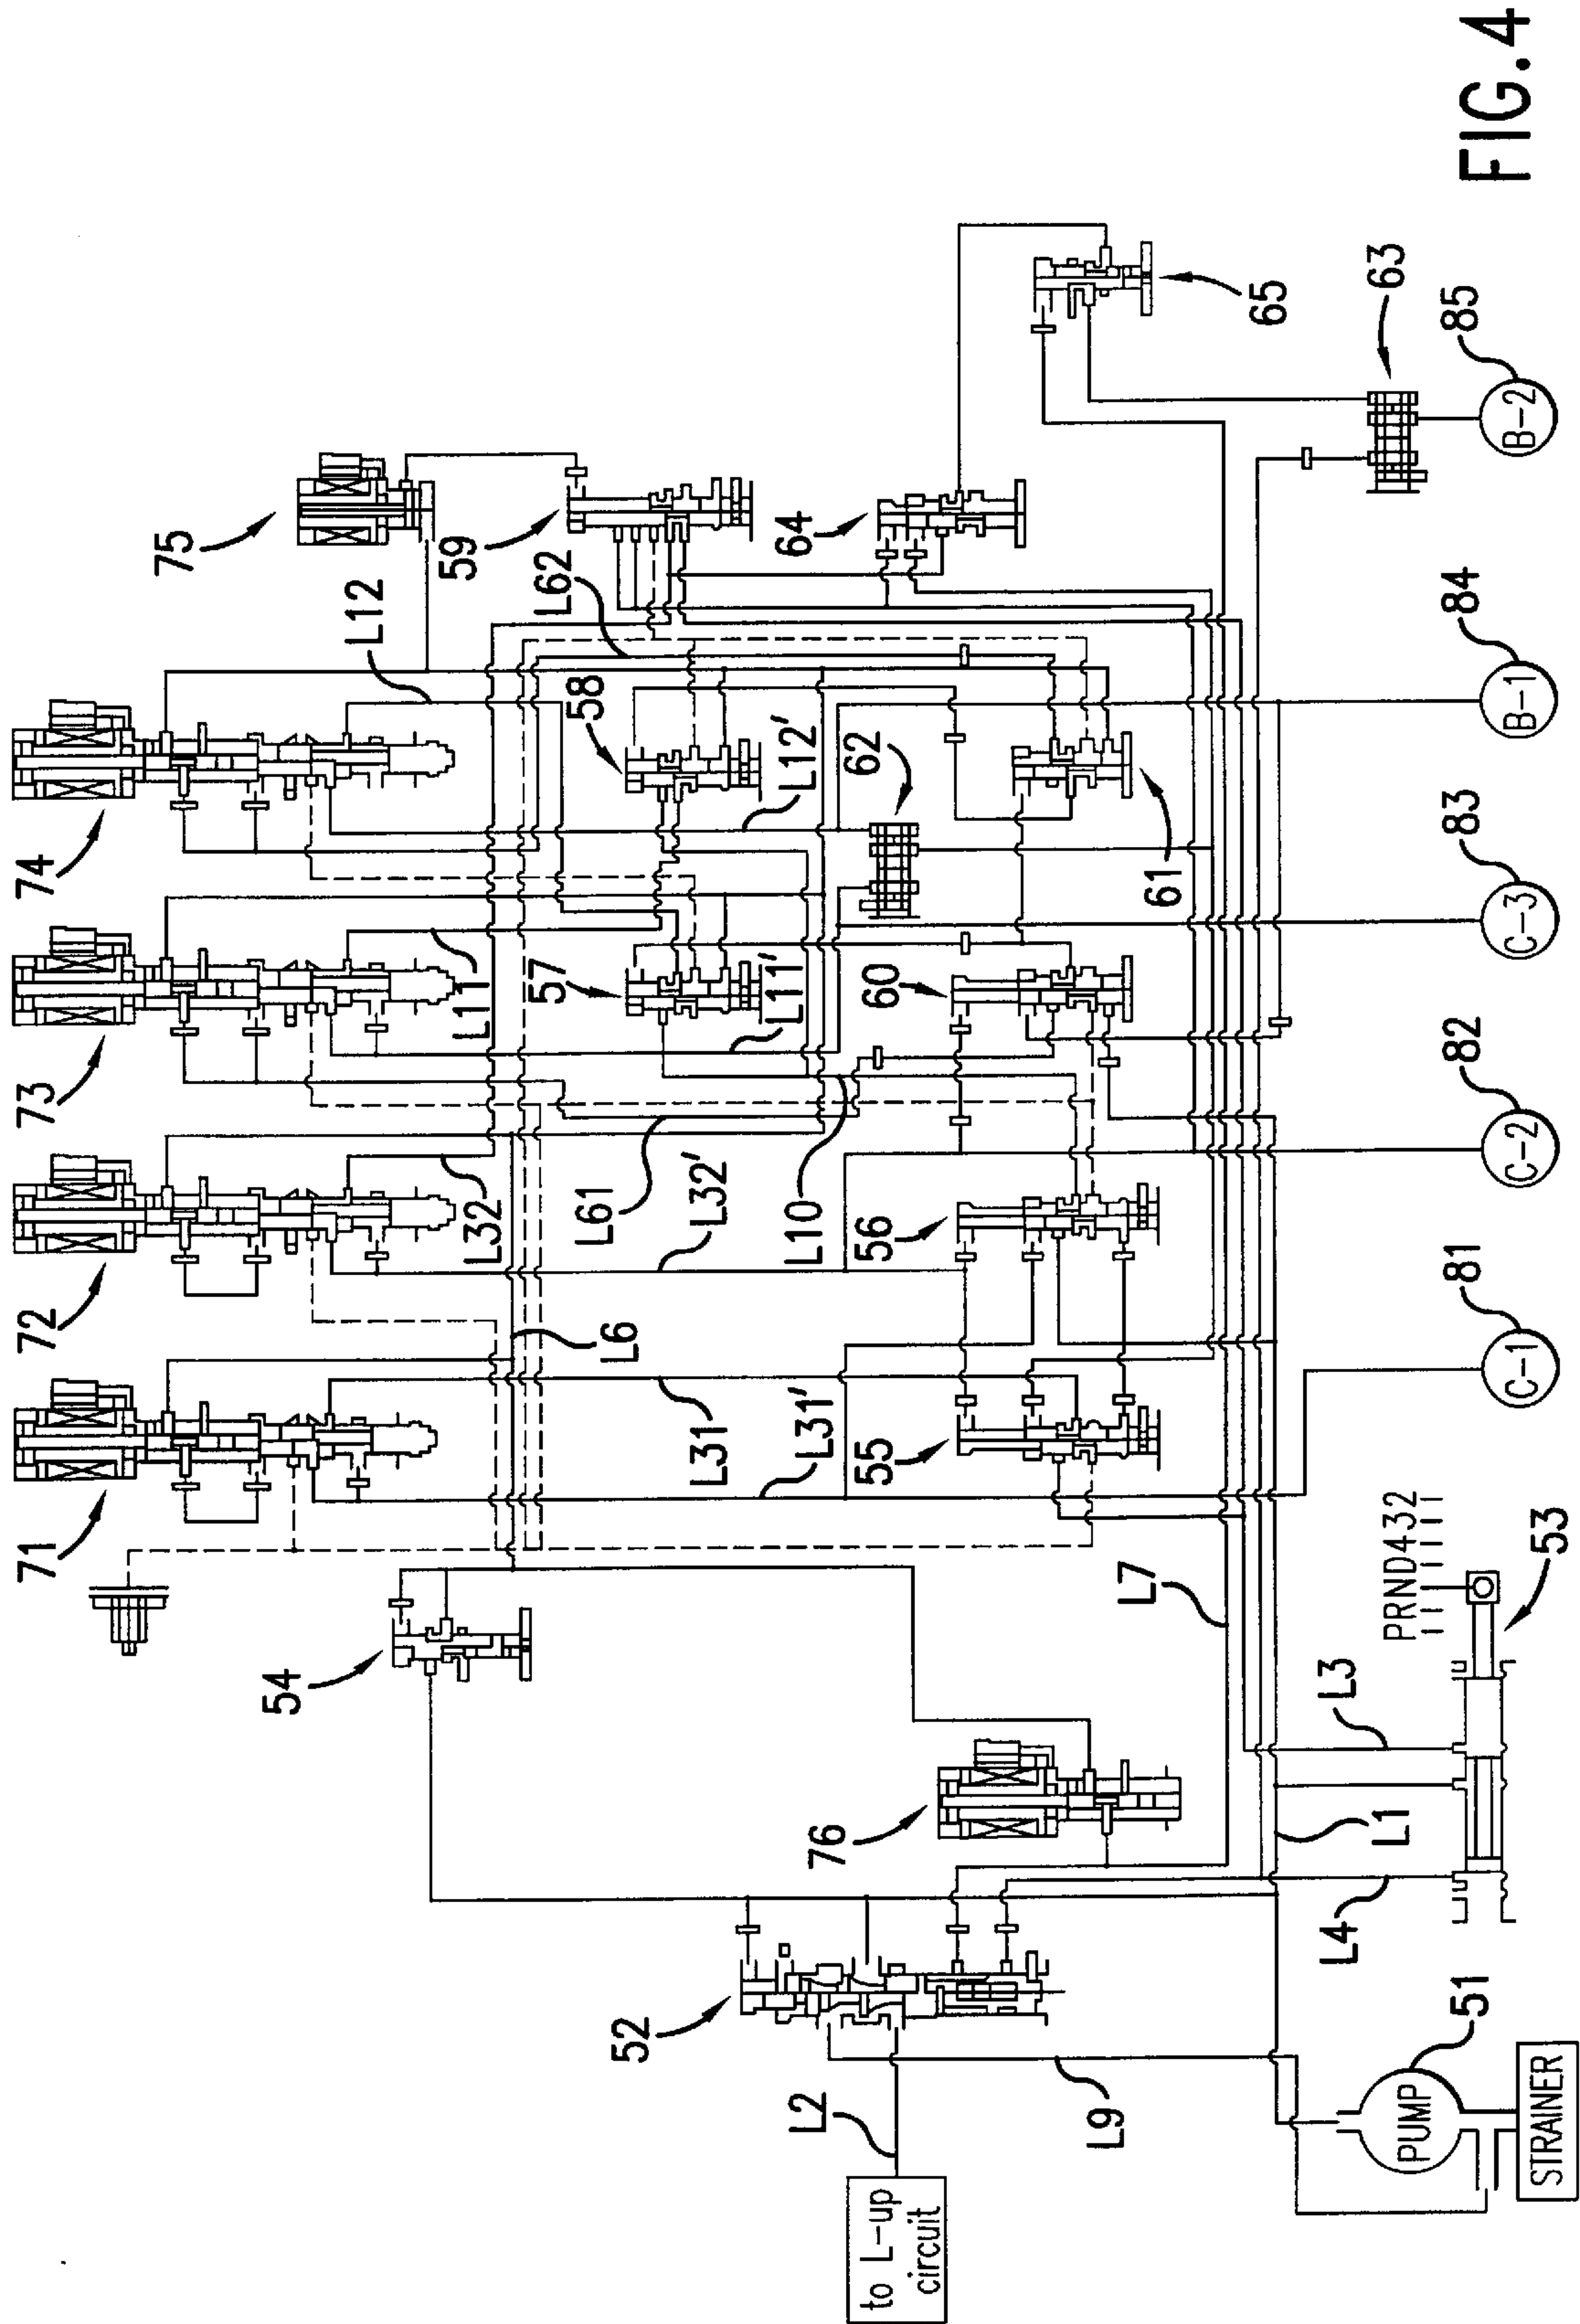 71
72
73
74
75
54
L6
L32
L11
L12
59
L62
58
57
L12'
L11'
L61
L32'
L10
L31
L31'
62
64
65
55
56
60
61
52
76
L2
to L-up
circuit
L9
L7
L1
L3
L4
PRND432
53
PUMP
51
STRAINER
C-1
81
C-2
82
C-3
83
B-1
84
B-2
85
63
FIG.4